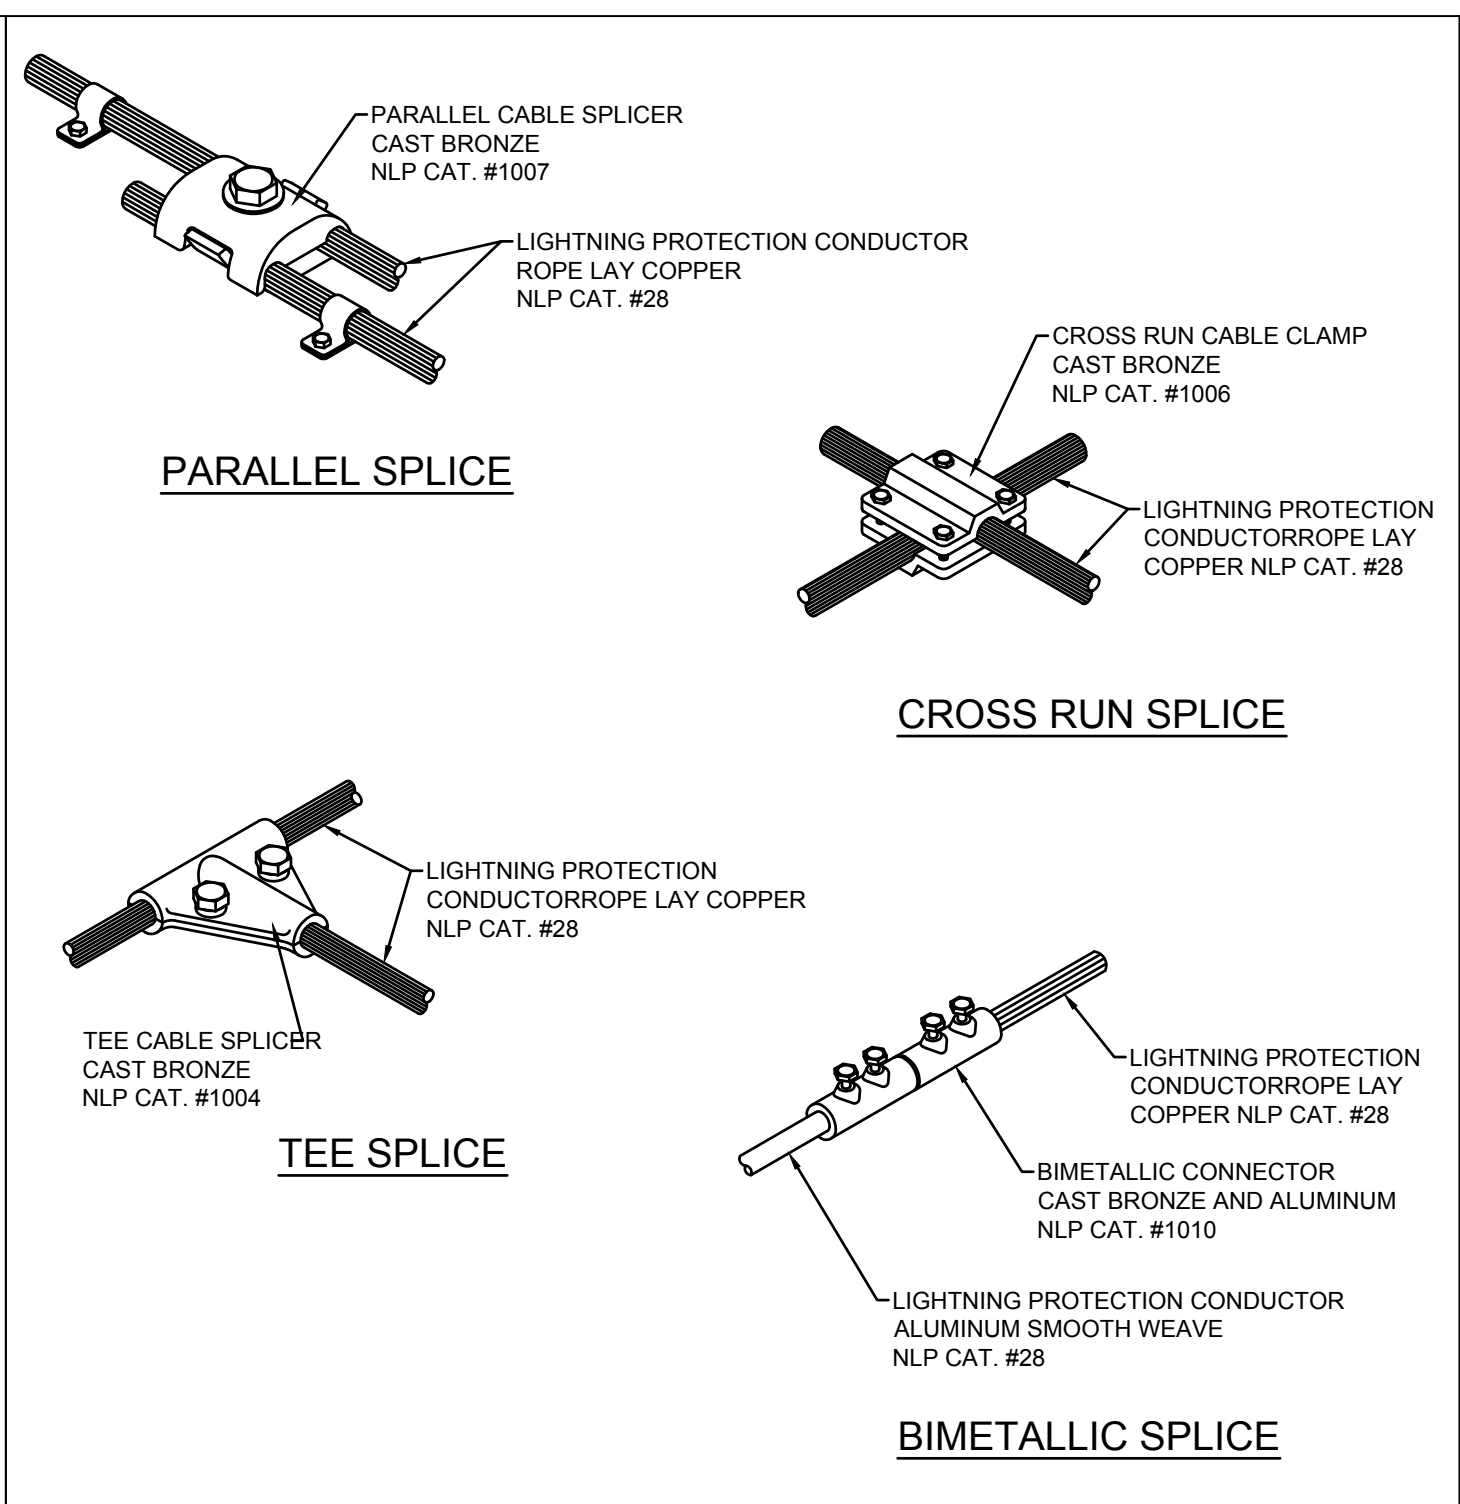 PARALLEL CABLE SPLICER
CAST BRONZE
NLP CAT. #1007
LIGHTNING PROTECTION CONDUCTOR
ROPE LAY COPPER
NLP CAT. #28
PARALLEL SPLICE
CROSS RUN CABLE CLAMP
CAST BRONZE
NLP CAT. #1006
LIGHTNING PROTECTION
CONDUCTORROPE LAY
COPPER NLP CAT. #28
CROSS RUN SPLICE
LIGHTNING PROTECTION
CONDUCTORROPE LAY COPPER
NLP CAT. #28
TEE CABLE SPLICER
CAST BRONZE
NLP CAT. #1004
TEE SPLICE
LIGHTNING PROTECTION
CONDUCTORROPE LAY
COPPER NLP CAT. #28
BIMETALLIC CONNECTOR
CAST BRONZE AND ALUMINUM
NLP CAT. #1010
LIGHTNING PROTECTION CONDUCTOR
ALUMINUM SMOOTH WEAVE
NLP CAT. #28
BIMETALLIC SPLICE